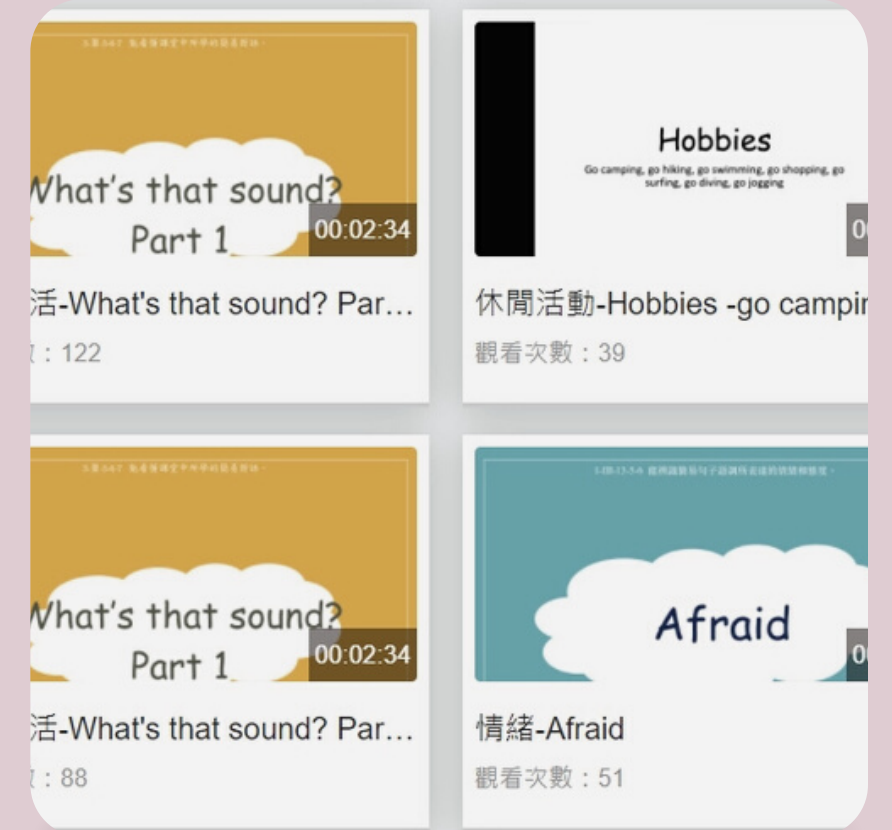 What's that sound?
Part 1
00:02:34
活-What's that sound? Par...
：122
Hobbies
Go camping, go hiking, go swimming, go shopping, go
surfing, go diving, go jogging
休閒活動-Hobbies -go campin
觀看次數：39
What's that sound?
Part 1
00:02:34
活-What's that sound? Par...
：88
Afraid
情緒-Afraid
觀看次數：51